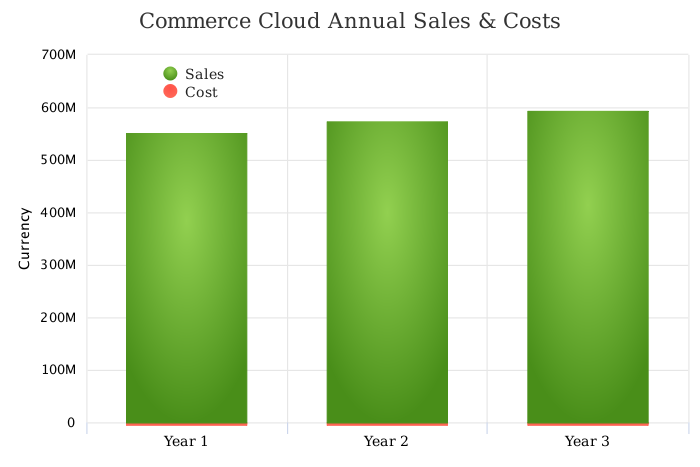 Commerce Cloud Annual Sales & Costs
700M
Sales
Cost
600M
500M
400M
Currency
300M
200M
100M
0
Year 1
Year 2
Year 3